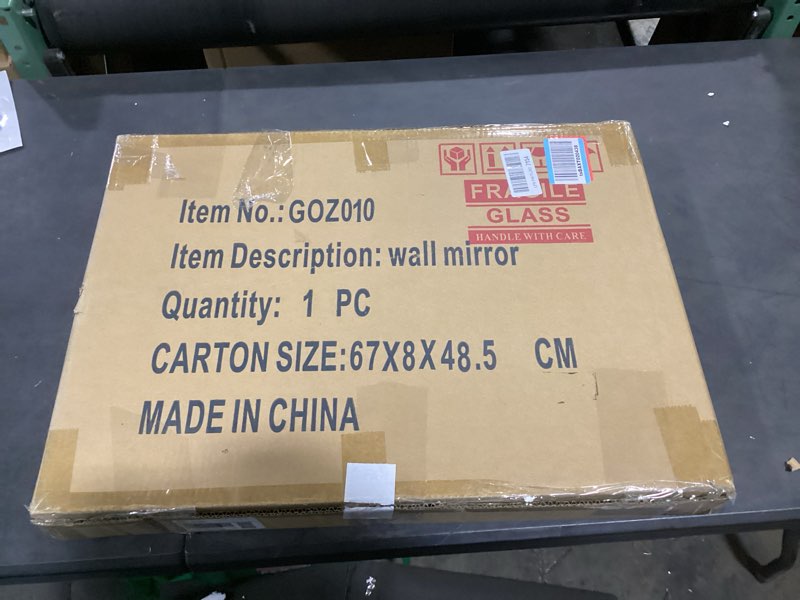 FRAGILE
GLASS
HANDLE WITH CARE
Item No.: GOZ010
Item Description: wall mirror
Quantity: 1 PC
CARTON SIZE:67X8X48.5 CM
MADE IN CHINA